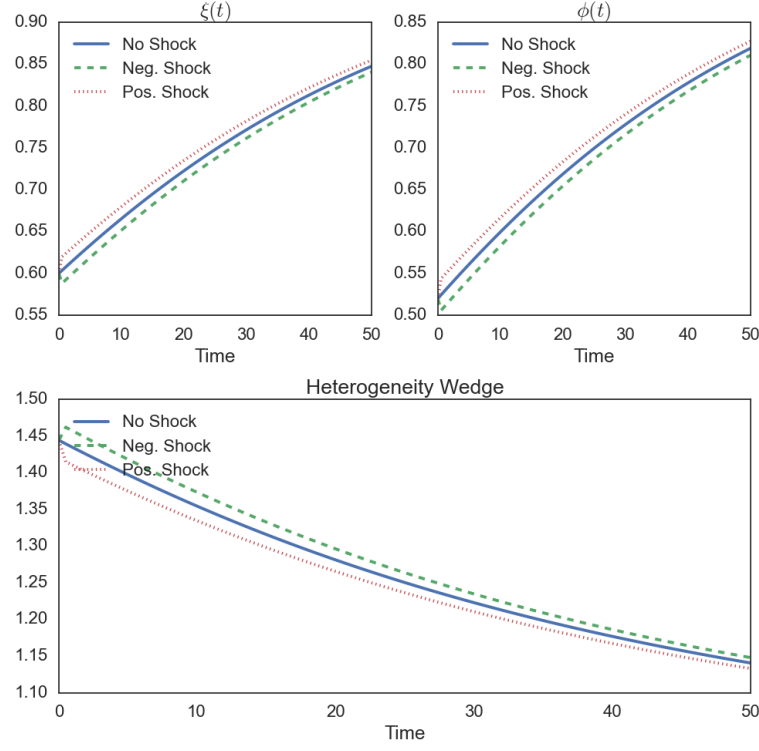 ξ(t)
0.90
0.85
0.80
0.75
0.70
0.65
0.60
0.55
No Shock
Neg. Shock
Pos. Shock
0 10 20 30 40 50
Time
ϕ(t)
0.85
0.80
0.75
0.70
0.65
0.60
0.55
0.50
No Shock
Neg. Shock
Pos. Shock
0 10 20 30 40 50
Time
Heterogeneity Wedge
1.50
1.45
1.40
1.35
1.30
1.25
1.20
1.15
1.10
No Shock
Neg. Shock
Pos. Shock
0 10 20 30 40 50
Time